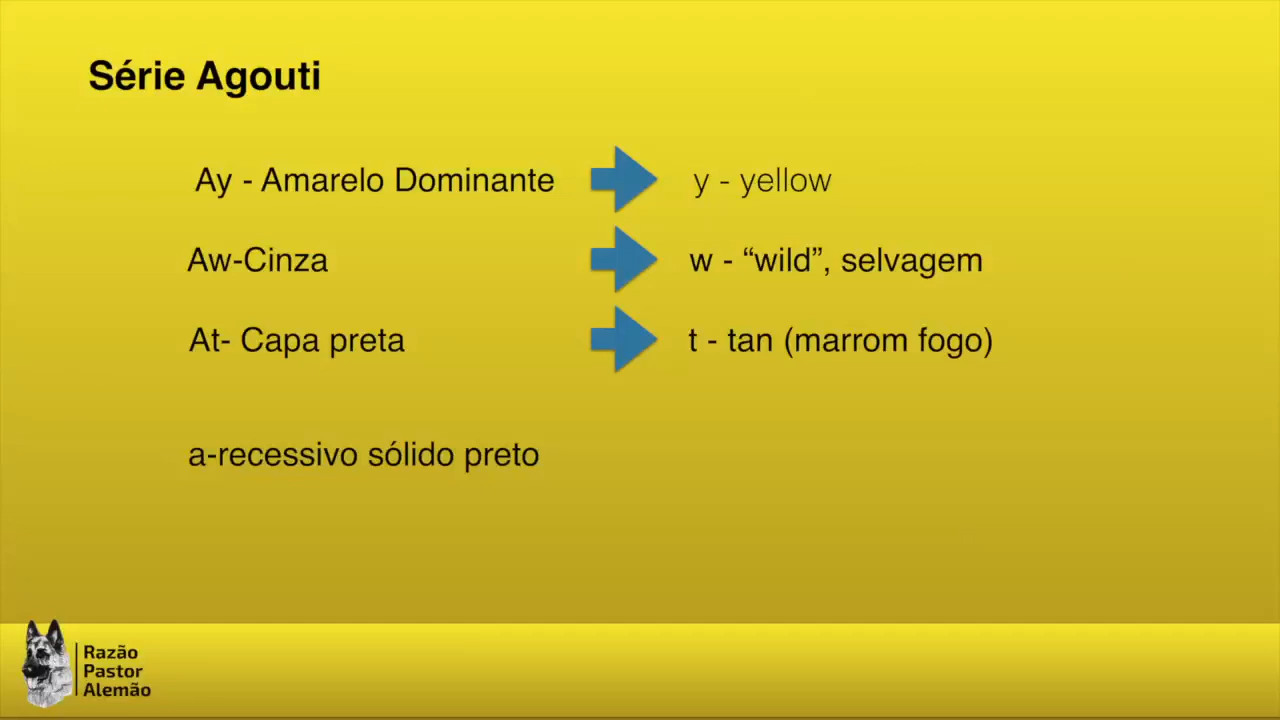 Série Agouti
Ay - Amarelo Dominante y - yellow
Aw-Cinza w - “wild”, selvagem
At- Capa preta t - tan (marrom fogo)
a-recessivo sólido preto
Razão
Pastor
Alemão